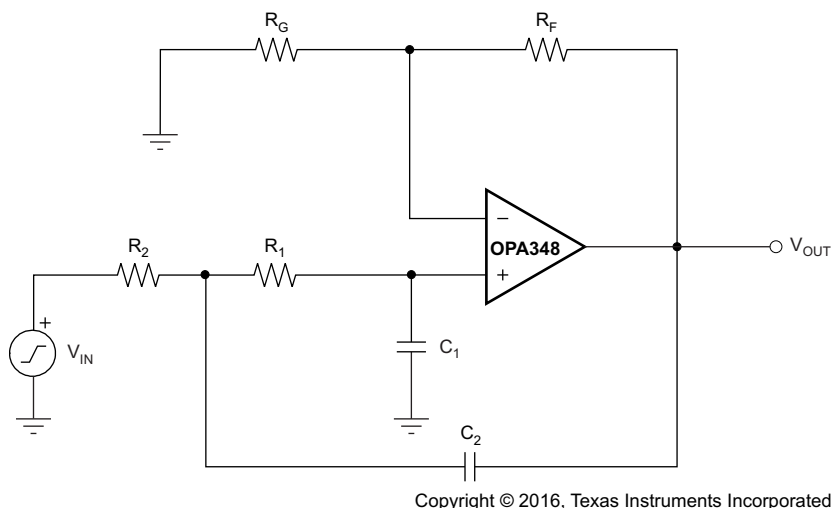 R_G
R_F
R_2
R_1
−
+
OPA348
V_OUT
+
V_IN
C_1
C_2
Copyright © 2016, Texas Instruments Incorporated